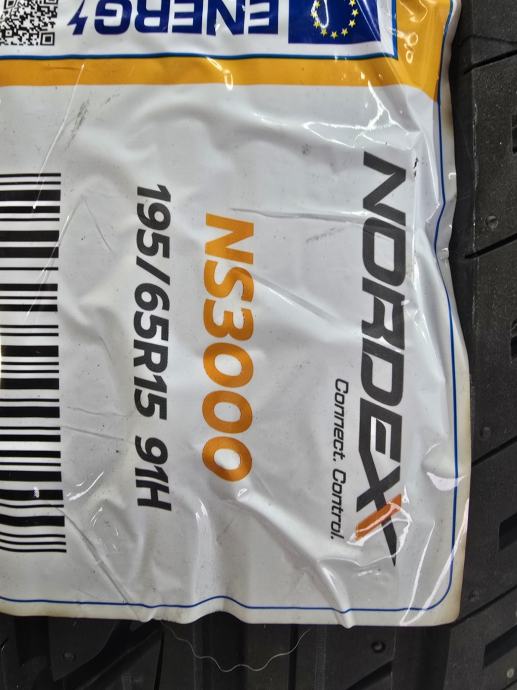 ENERG
NORDEX
Connect. Control.
NS3000
195/65R15 91H